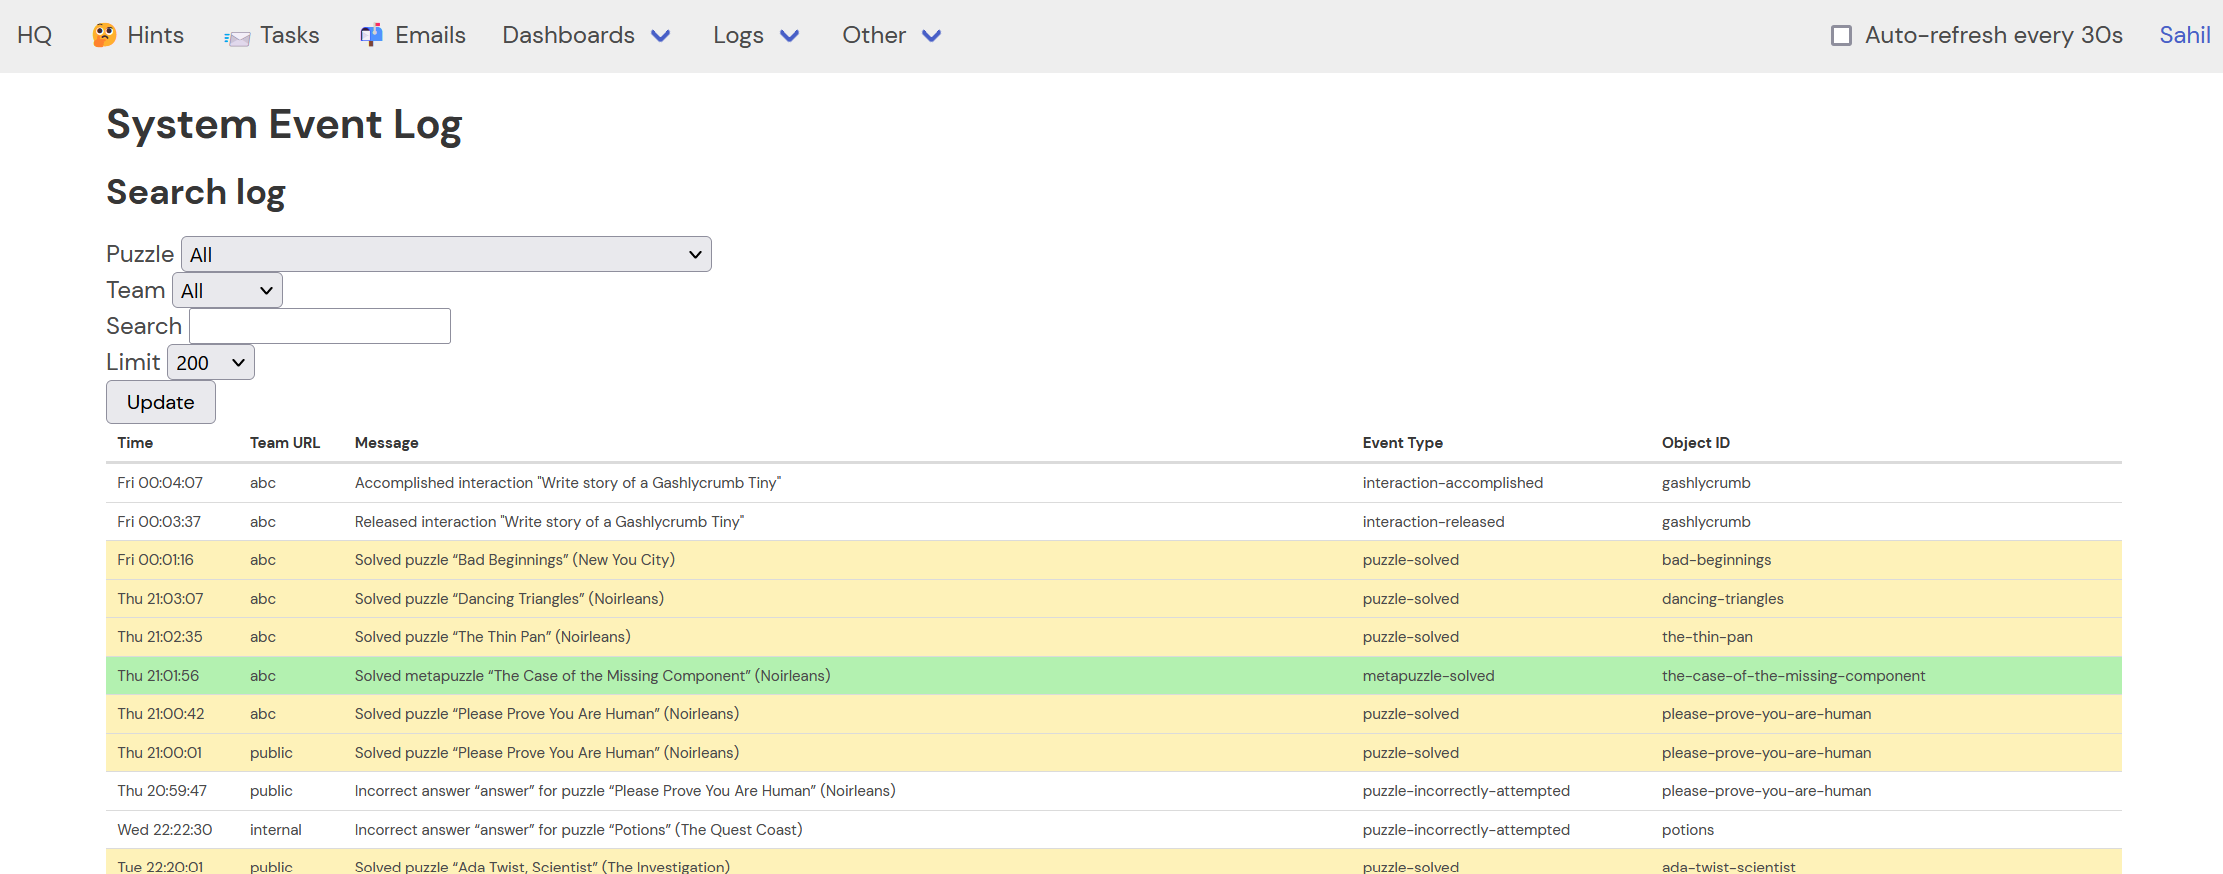 HQ Hints Tasks Emails Dashboards Logs Other Auto-refresh every 30s Sahil
System Event Log
Search log
Puzzle All
Team All
Search
Limit 200
Update
Time Team URL Message Event Type Object ID
Fri 00:04:07 abc Accomplished interaction "Write story of a Gashlycrumb Tiny" interaction-accomplished gashlycrumb
Fri 00:03:37 abc Released interaction "Write story of a Gashlycrumb Tiny" interaction-released gashlycrumb
Fri 00:01:16 abc Solved puzzle “Bad Beginnings” (New You City) puzzle-solved bad-beginnings
Thu 21:03:07 abc Solved puzzle “Dancing Triangles” (Noirleans) puzzle-solved dancing-triangles
Thu 21:02:35 abc Solved puzzle “The Thin Pan” (Noirleans) puzzle-solved the-thin-pan
Thu 21:01:56 abc Solved metapuzzle “The Case of the Missing Component” (Noirleans) metapuzzle-solved the-case-of-the-missing-component
Thu 21:00:42 abc Solved puzzle “Please Prove You Are Human” (Noirleans) puzzle-solved please-prove-you-are-human
Thu 21:00:01 public Solved puzzle “Please Prove You Are Human” (Noirleans) puzzle-solved please-prove-you-are-human
Thu 20:59:47 public Incorrect answer “answer” for puzzle “Please Prove You Are Human” (Noirleans) puzzle-incorrectly-attempted please-prove-you-are-human
Wed 22:22:30 internal Incorrect answer “answer” for puzzle “Potions” (The Quest Coast) puzzle-incorrectly-attempted potions
Tue 22:20:01 public Solved puzzle “Ada Twist, Scientist” (The Investigation) puzzle-solved ada-twist-scientist